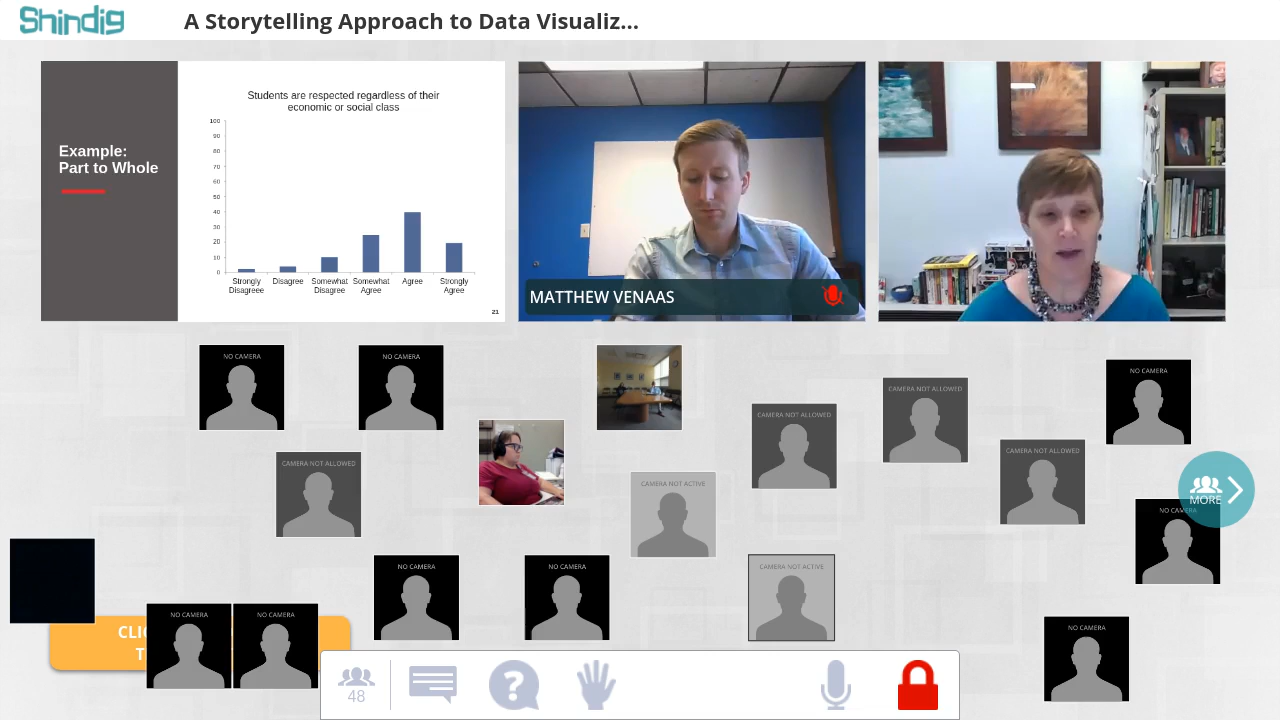 Shindig
A Storytelling Approach to Data Visualiz...
Example:
Part to Whole
Students are respected regardless of their
economic or social class
100
90
80
70
60
50
40
30
20
10
0
Strongly Disagreee
Disagree
Somewhat Disagree
Somewhat Agree
Agree
Strongly Agree
21
MATTHEW VENAAS
NO CAMERA
NO CAMERA
NO CAMERA
CAMERA NOT ALLOWED
CAMERA NOT ALLOWED
CAMERA NOT ALLOWED
CAMERA NOT ALLOWED
CAMERA NOT ACTIVE
MORE
NO CAMERA
NO CAMERA
NO CAMERA
CAMERA NOT ACTIVE
NO CAMERA
NO CAMERA
NO CAMERA
48